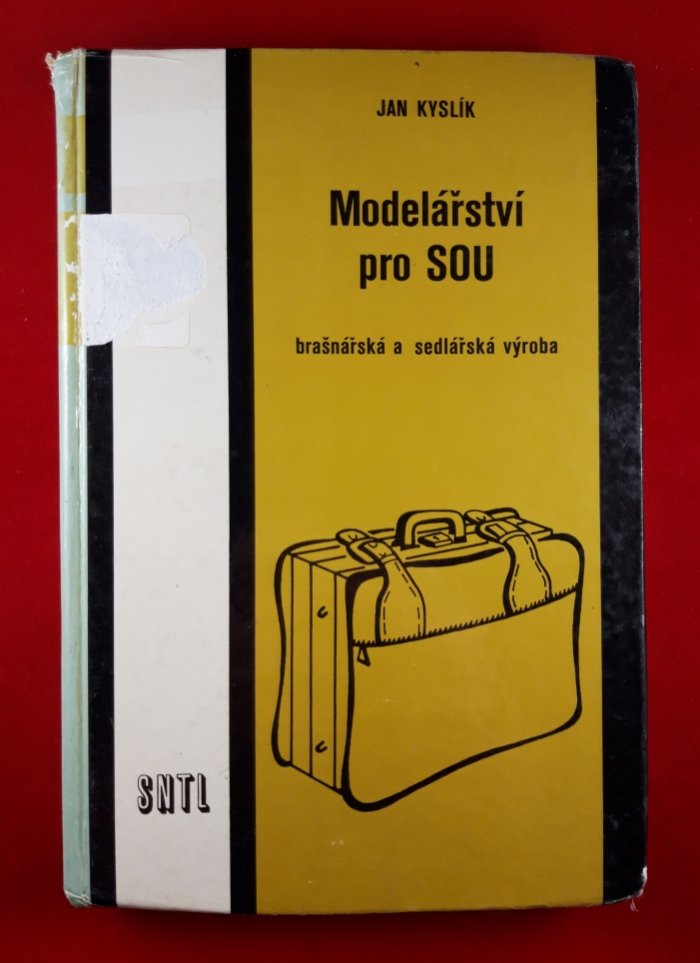 JAN KYSLÍK
Modelářství
pro SOU
brašnářská a sedlářská výroba
SNTL